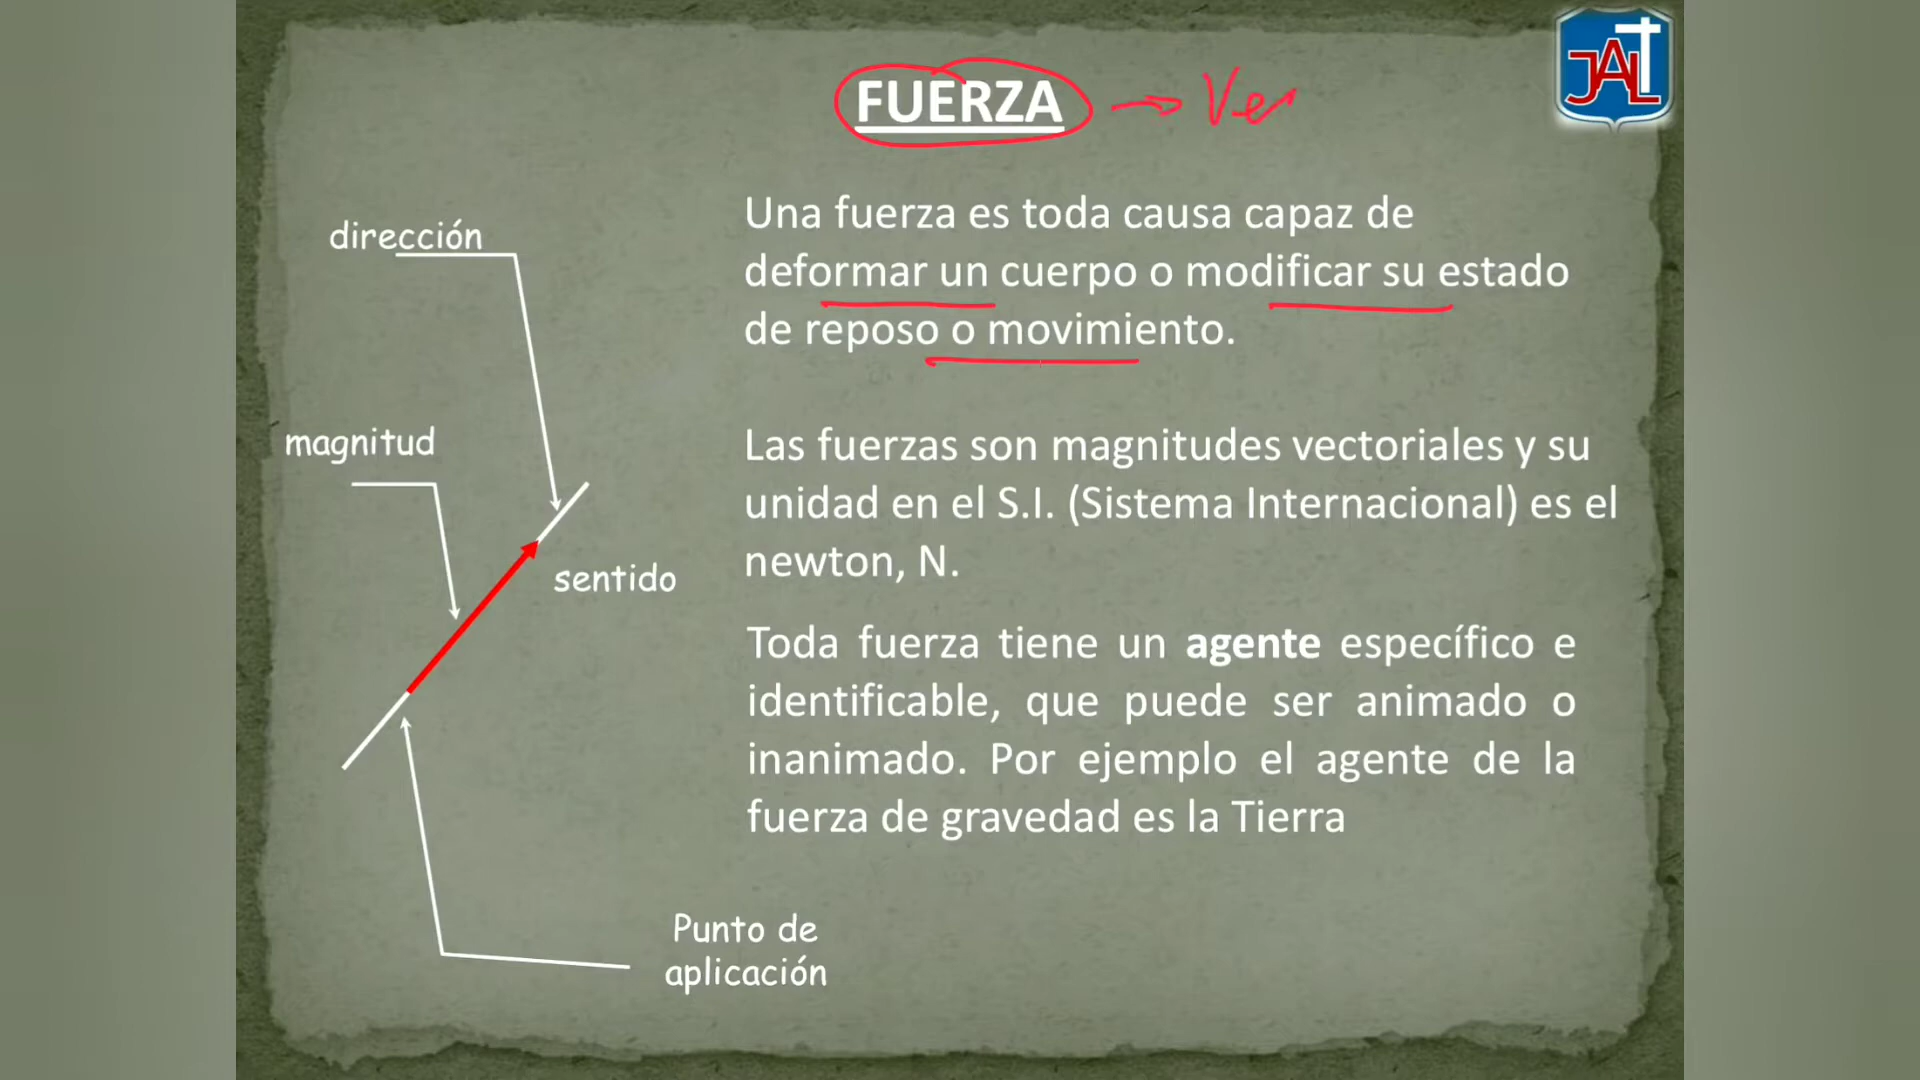 FUERZA → Ve
JALT
Una fuerza es toda causa capaz de
deformar un cuerpo o modificar su estado
de reposo o movimiento.
dirección
magnitud
sentido
Punto de
aplicación
Las fuerzas son magnitudes vectoriales y su
unidad en el S.I. (Sistema Internacional) es el
newton, N.
Toda fuerza tiene un agente específico e
identificable, que puede ser animado o
inanimado. Por ejemplo el agente de la
fuerza de gravedad es la Tierra